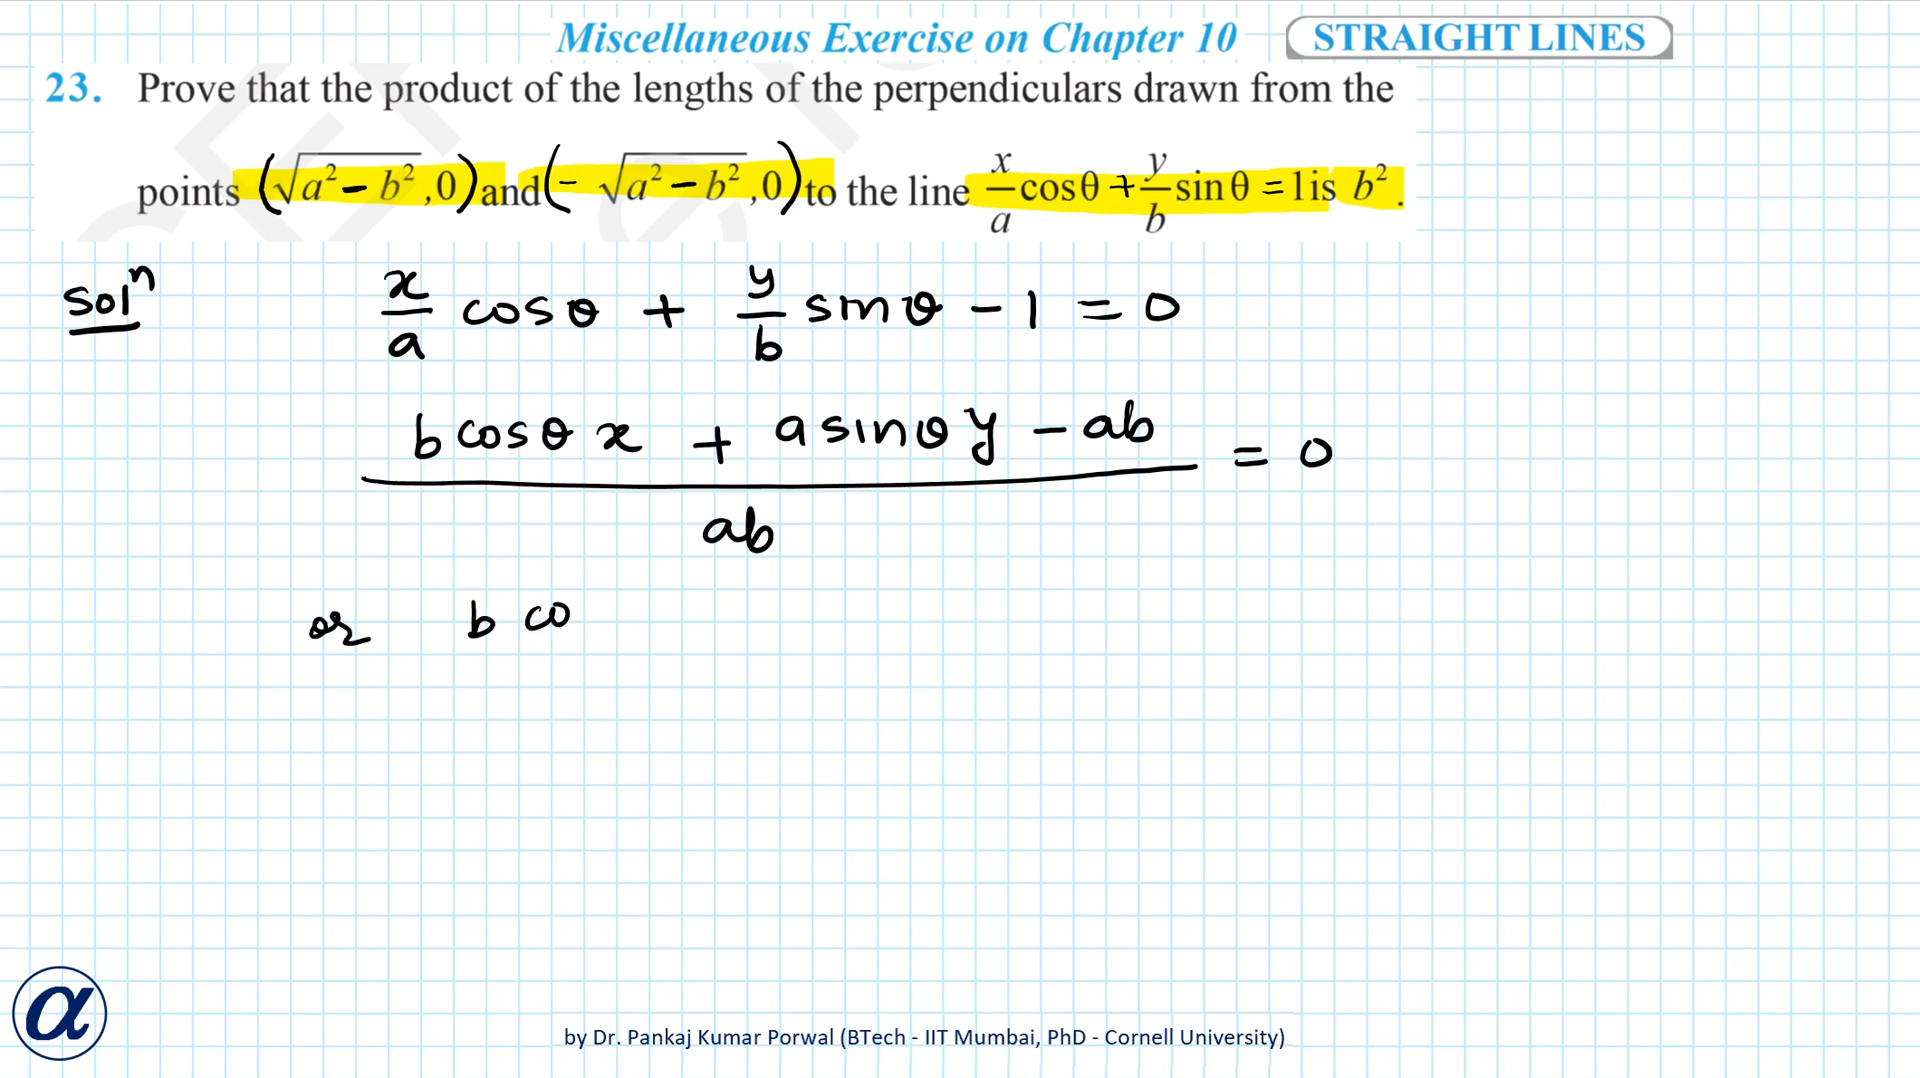 Miscellaneous Exercise on Chapter 10 STRAIGHT LINES
23. Prove that the product of the lengths of the perpendiculars drawn from the
points (√a² − b² ,0) and (− √a² − b² ,0) to the line x/a cosθ + y/b sinθ = 1 is b².
Solⁿ x/a cosθ + y/b sinθ − 1 = 0
(b cosθ x + a sinθ y − ab)/ab = 0
or b co
α
by Dr. Pankaj Kumar Porwal (BTech - IIT Mumbai, PhD - Cornell University)